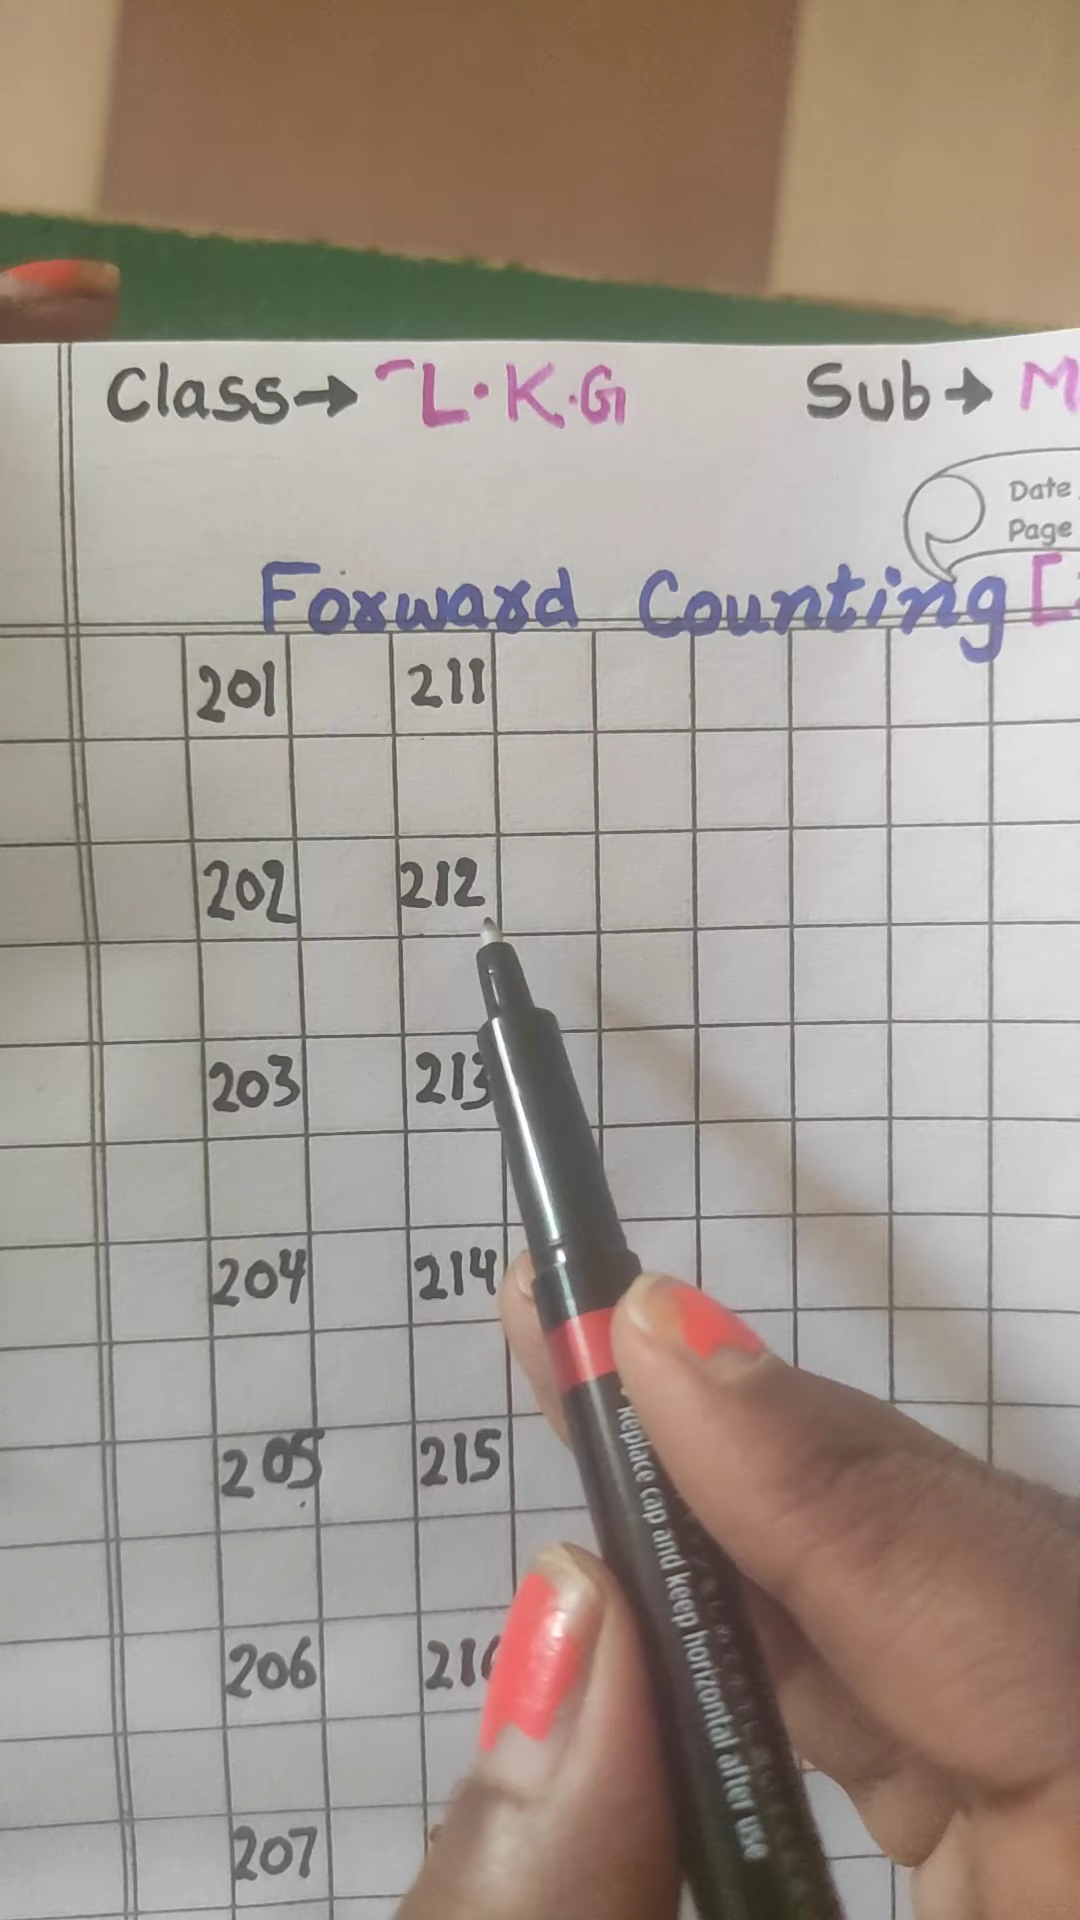 Class→ L.K.G Sub→ M
Date
Page
Forward Counting [
201 211
202 212
203 213
204 214
205 215
206 21
207
Replace cap and keep horizontal after use